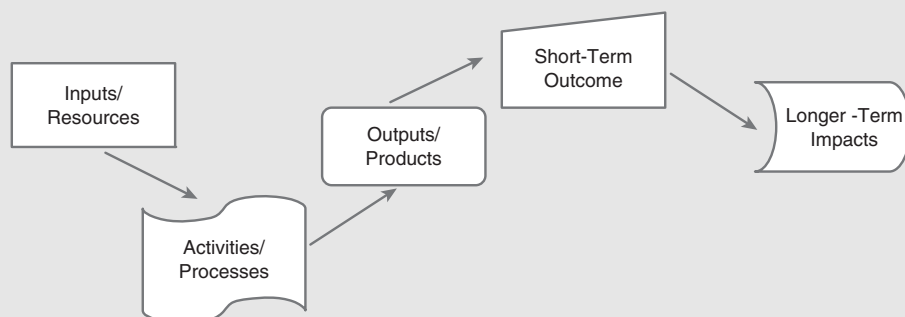 Inputs/
Resources
Activities/
Processes
Outputs/
Products
Short-Term
Outcome
Longer -Term
Impacts